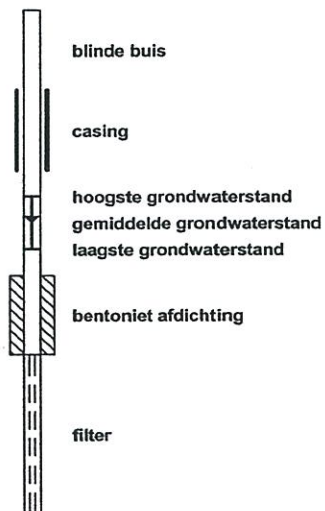 blinde buis
casing
hoogste grondwaterstand
gemiddelde grondwaterstand
laagste grondwaterstand
bentoniet afdichting
filter